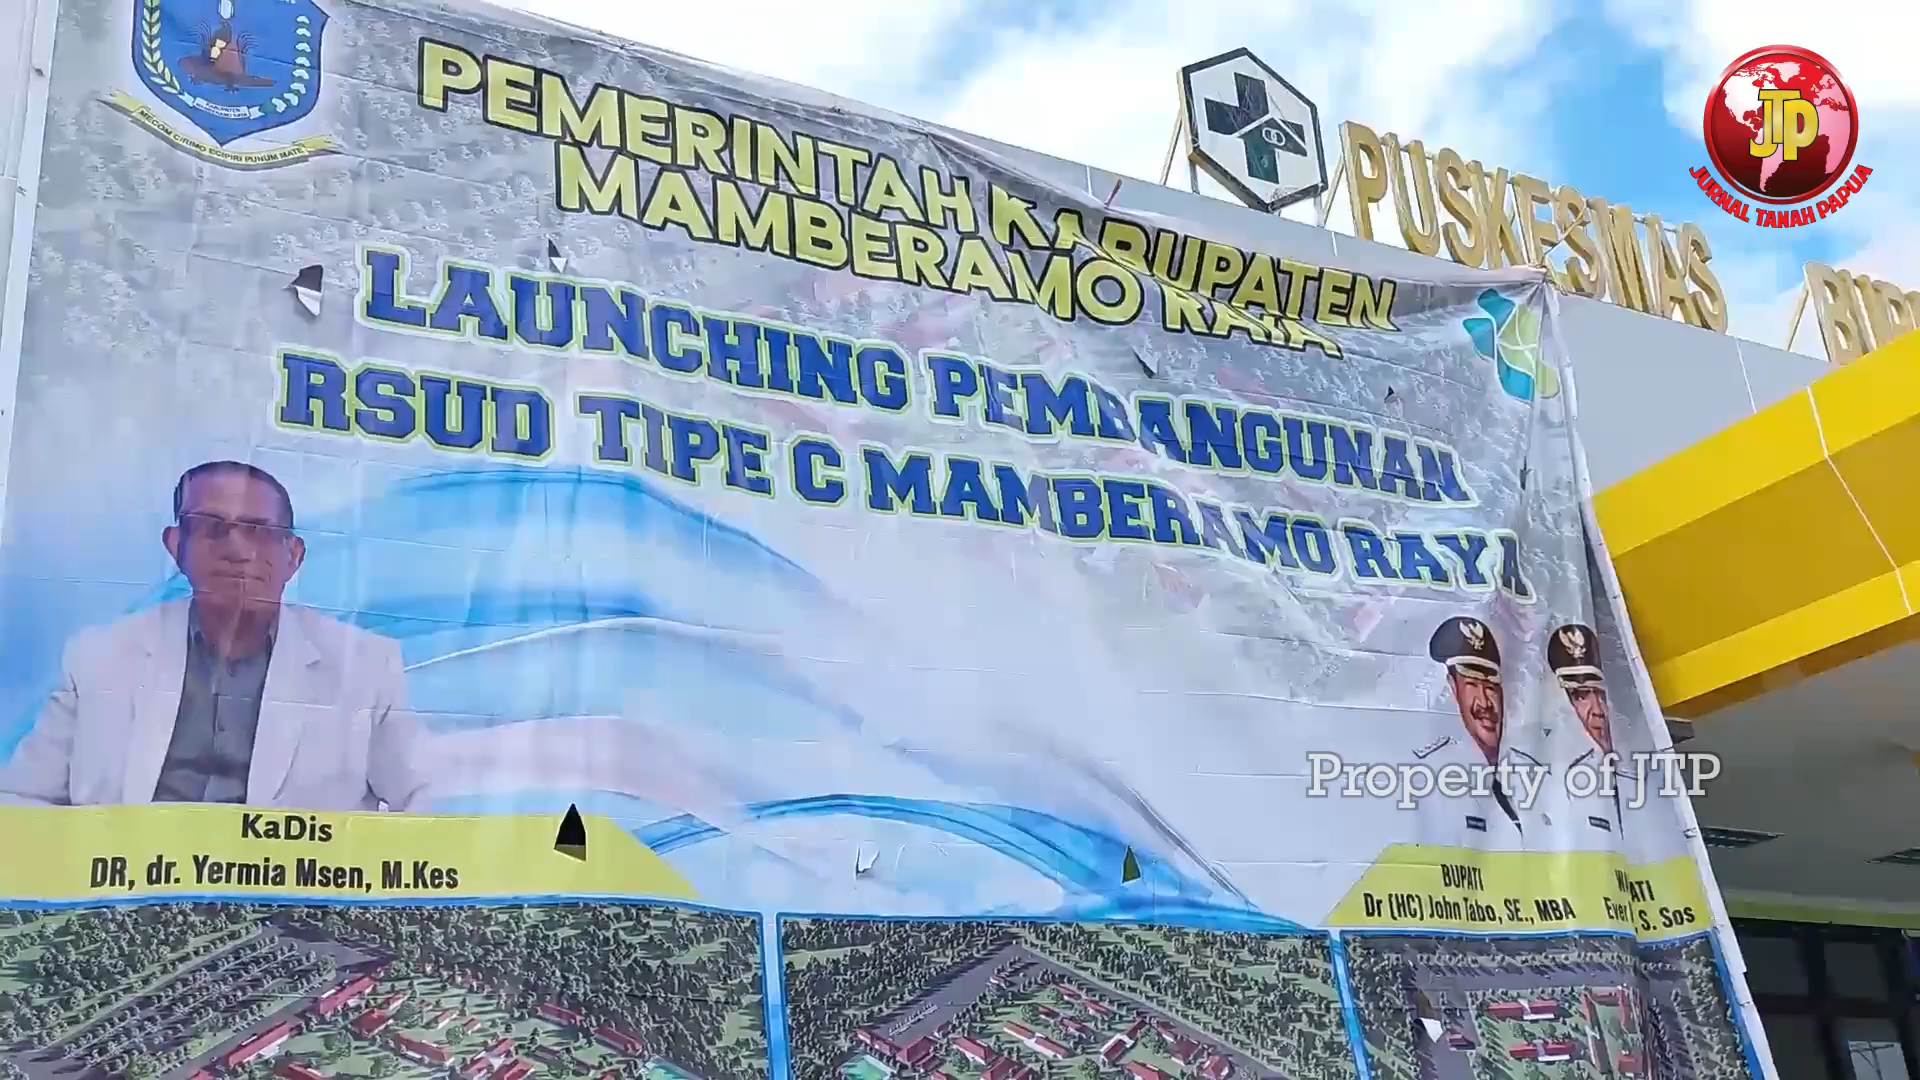 PEMERINTAH KABUPATEN
MAMBERAMO RAYA
LAUNCHING PEMBANGUNAN
RSUD TIPE C MAMBERAMO RAYA
PUSKESMAS
JTP
JURNAL TANAH PAPUA
Property of JTP
KaDis
DR, dr. Yermia Msen, M.Kes
BUPATI
Dr (HC) John Tabo, SE., MBA
S. Sos